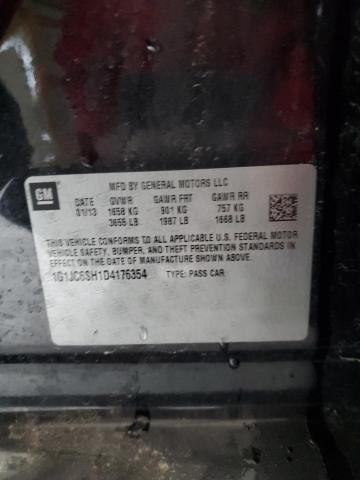 GM
MFD BY GENERAL MOTORS LLC
DATE GVWR GAWR FRT GAWR RR
01/13 1658 KG 901 KG 757 KG
3655 LB 1987 LB 1668 LB
THIS VEHICLE CONFORMS TO ALL APPLICABLE U.S. FEDERAL MOTOR
VEHICLE SAFETY, BUMPER, AND THEFT PREVENTION STANDARDS IN
EFFECT ON THE DATE OF MANUFACTURE SHOWN ABOVE.
1G1JC6SH1D4176354 TYPE: PASS CAR